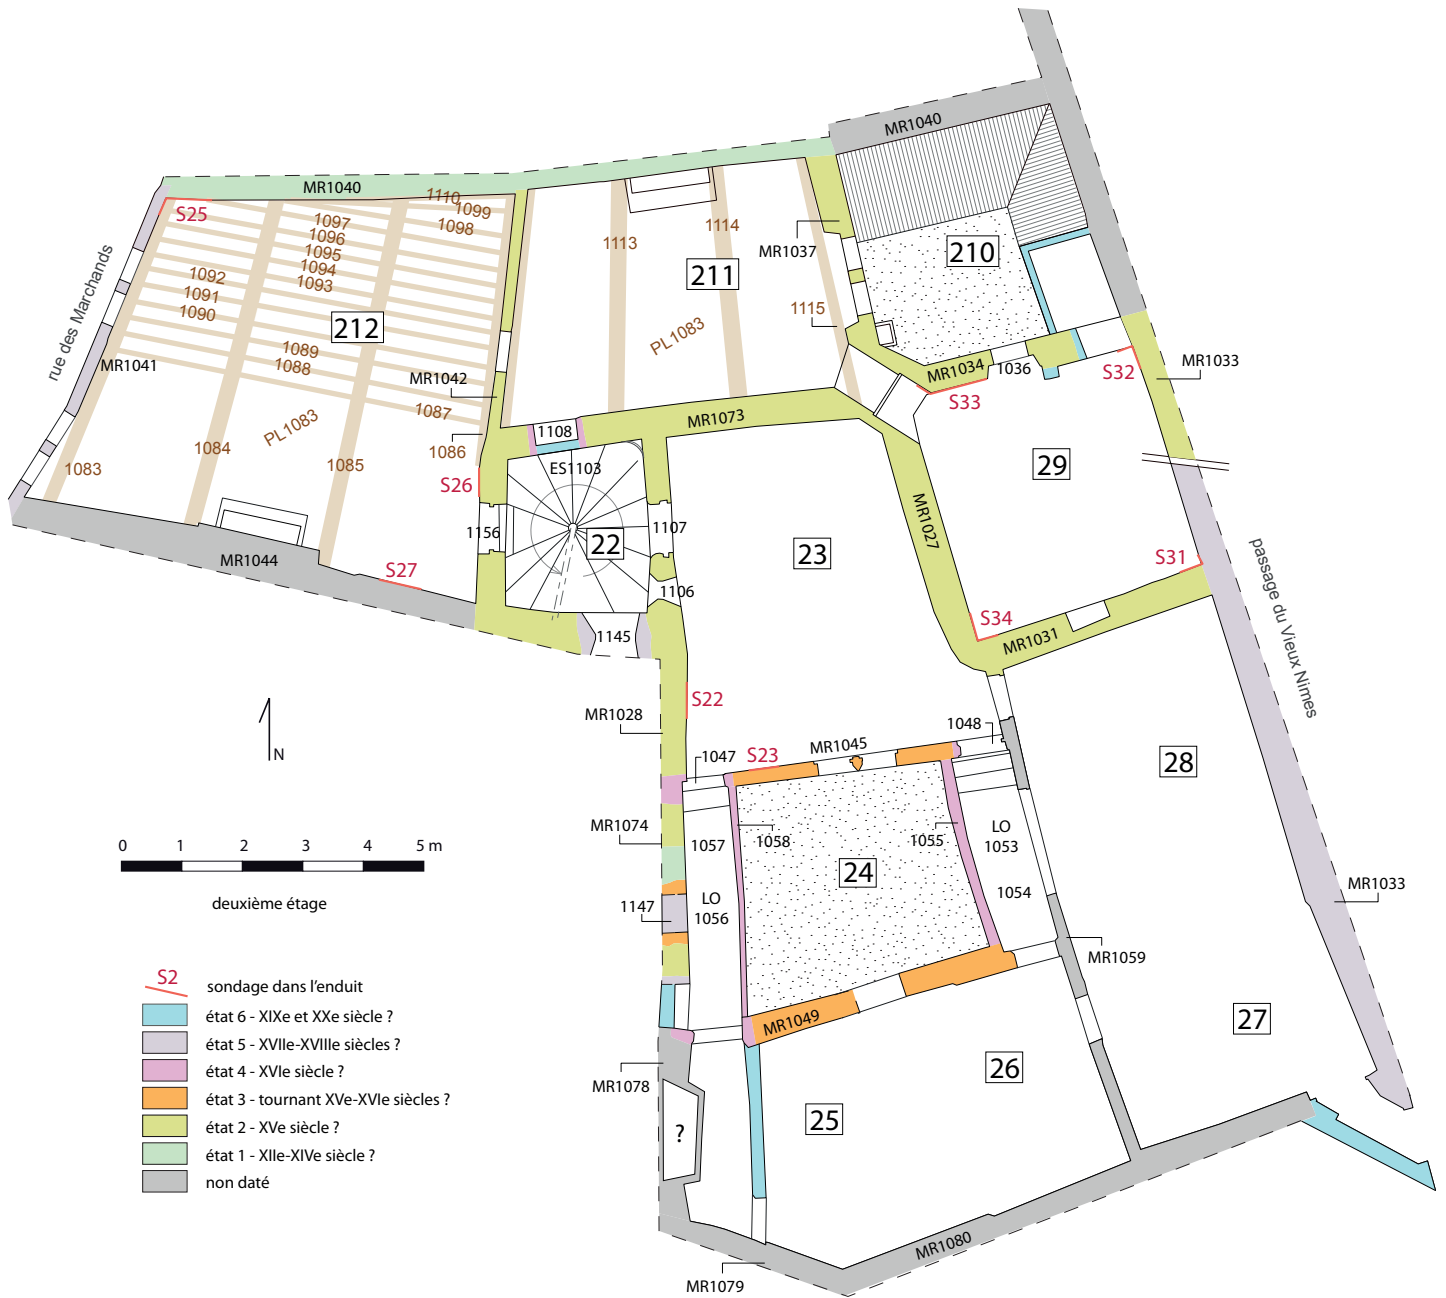 MR1040
MR1040
S25
1110
1099
1098
1097
1096
1095
1094
1093
1092
1091
1090
212
1089
1088
1087
1086
1085
1084
1083
PL1083
MR1042
MR1041
rue des Marchands
1113
1114
1115
211
PL1083
MR1037
210
MR1034
1036
S33
S32
MR1033
MR1073
1108
ES1103
S26
1156
22
1107
1106
1145
MR1044
S27
23
MR1027
29
S31
S34
MR1031
passage du Vieux Nimes
N
S22
MR1028
1047
S23
MR1045
1048
28
MR1074
1057
1058
1055
LO
1053
24
1054
LO
1056
1147
MR1033
MR1059
MR1049
27
26
25
MR1078
?
MR1080
MR1079
0 1 2 3 4 5 m
deuxième étage
S2 sondage dans l'enduit
état 6 - XIXe et XXe siècle ?
état 5 - XVIIe-XVIIIe siècles ?
état 4 - XVIe siècle ?
état 3 - tournant XVe-XVIe siècles ?
état 2 - XVe siècle ?
état 1 - XIIe-XIVe siècle ?
non daté